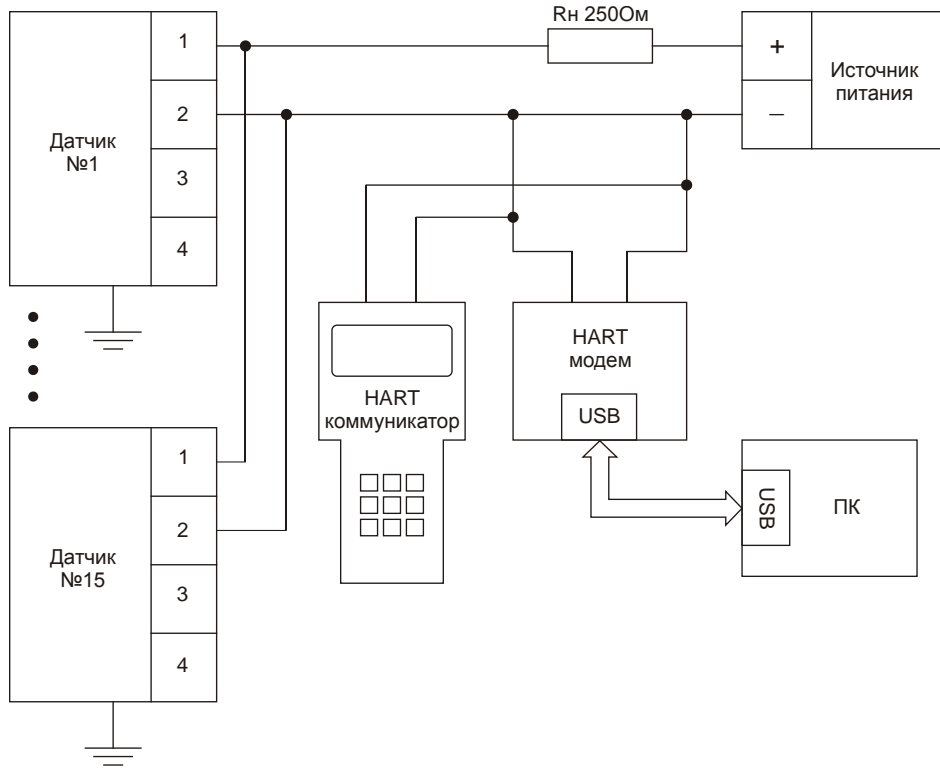 Rн 250Ом
1
2
3
4
Датчик
№1
+
–
Источник
питания
HART
коммуникатор
HART
модем
USB
1
2
3
4
Датчик
№15
USB
ПК